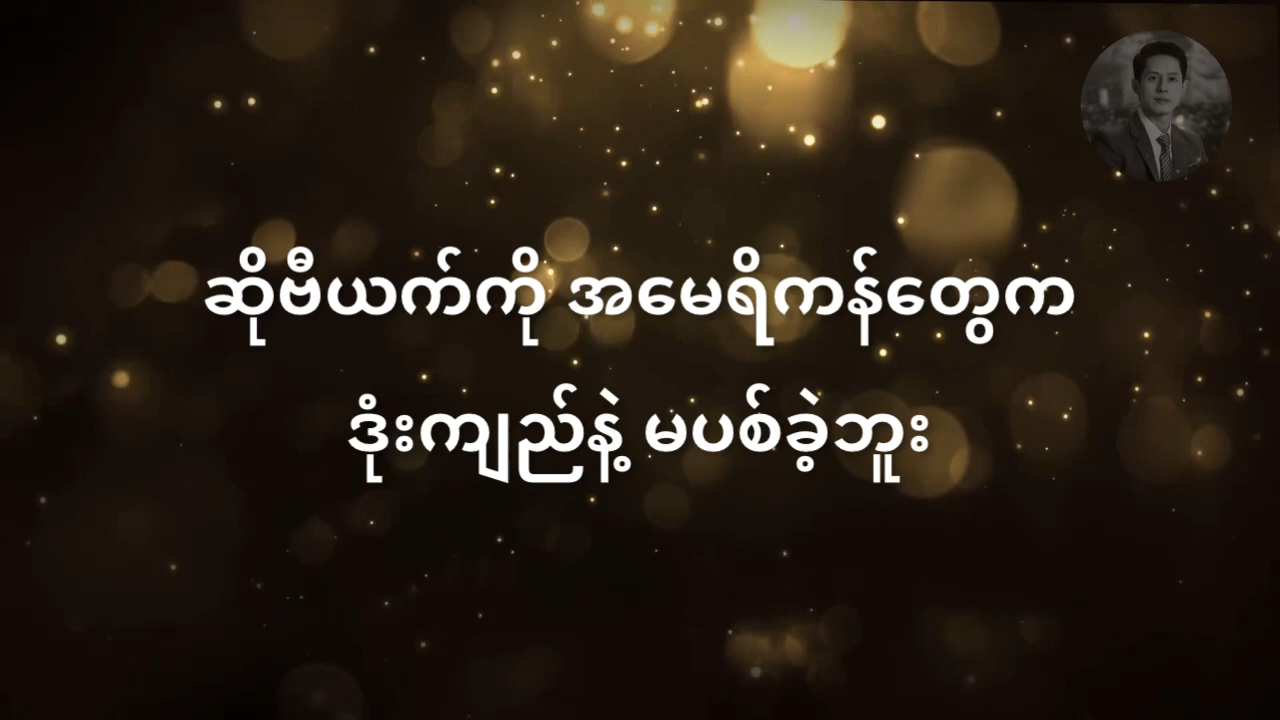 ဆိုဗီယက်ကို အမေရိကန်တွေက
ဒုံးကျည်နဲ့ မပစ်ခဲ့ဘူး